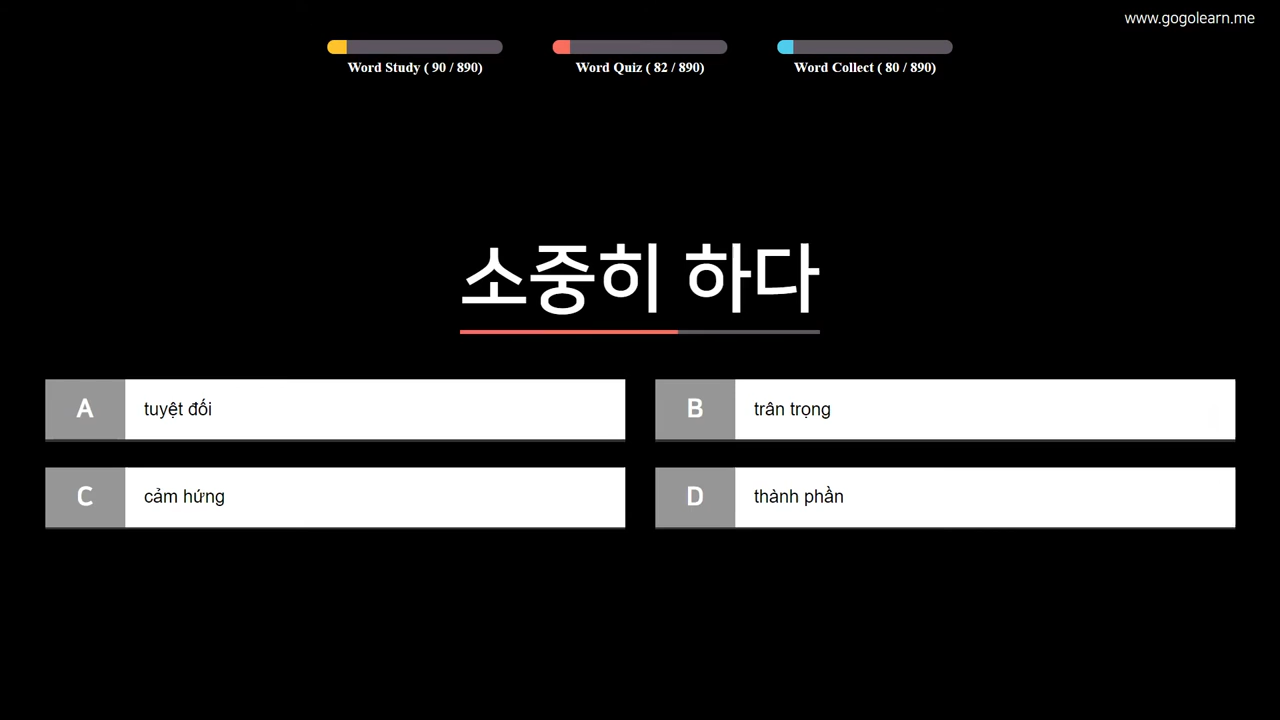 www.gogolearn.me
Word Study ( 90 / 890)
Word Quiz ( 82 / 890)
Word Collect ( 80 / 890)
소중히 하다
A tuyệt đối
B trân trọng
C cảm hứng
D thành phần